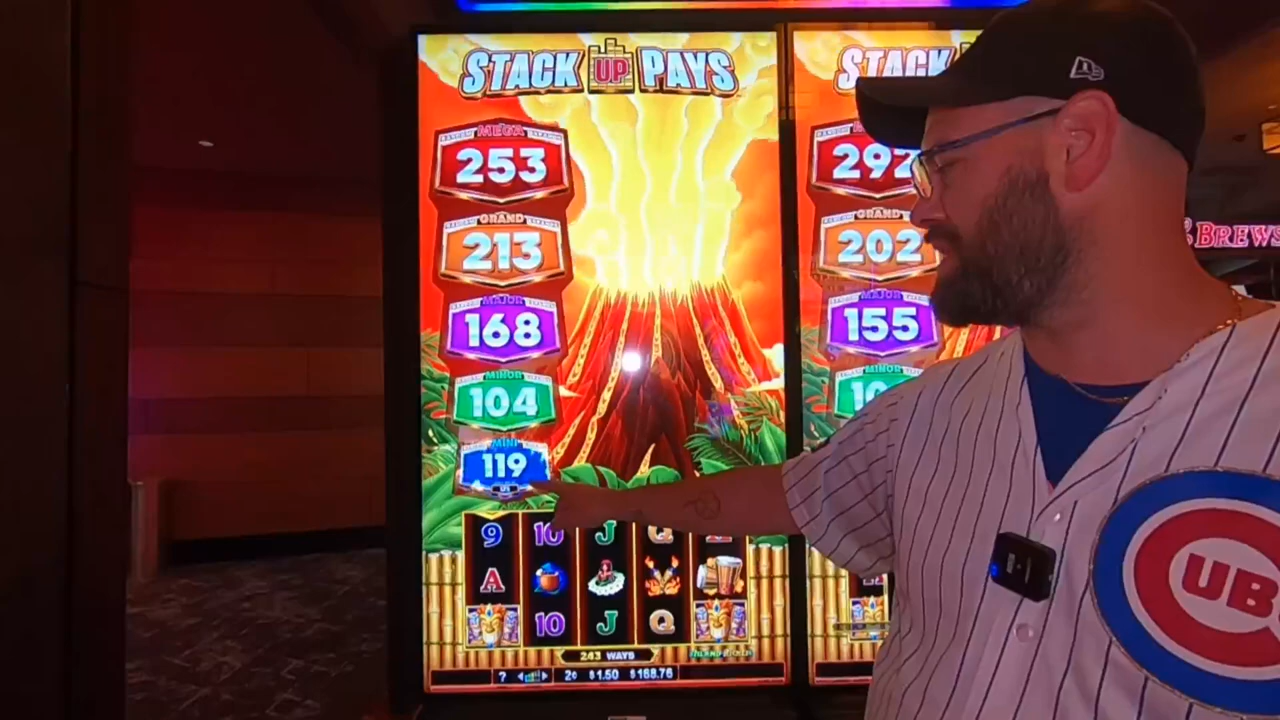 STACK UP PAYS
STACK
MEGA
253
292
GRAND
213
GRAND
202
MAJOR
168
MAJOR
155
MINOR
104
MINOR
MINI
119
BREWS
9 10 J Q
A
10 J Q
243 WAYS
? 2¢ $1.50 $168.76
CUB